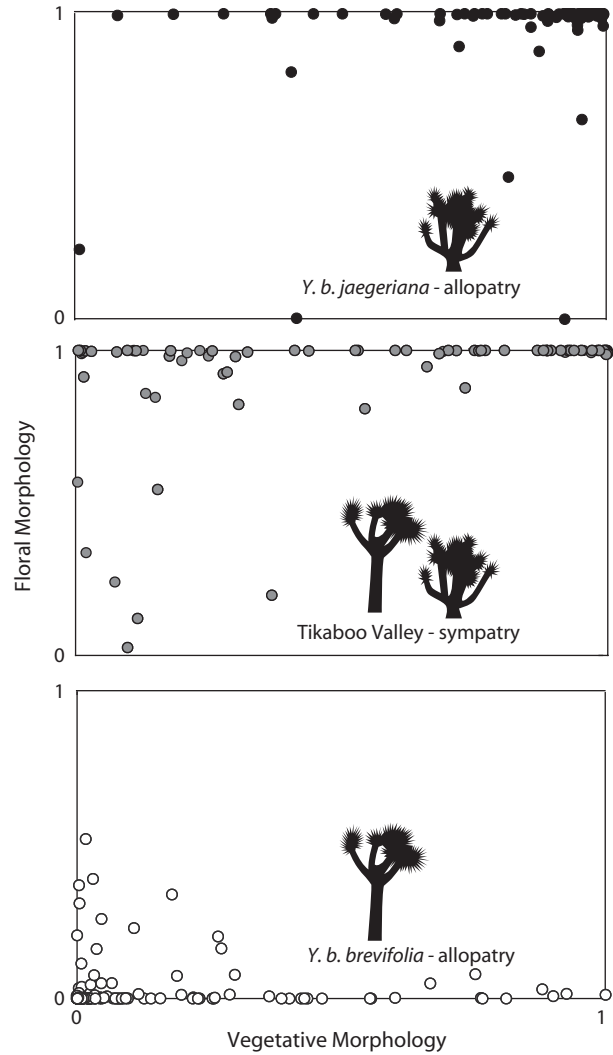 1
Y. b. jaegeriana - allopatry
0
1
Floral Morphology
Tikaboo Valley - sympatry
0
1
Y. b. brevifolia - allopatry
0
0
1
Vegetative Morphology